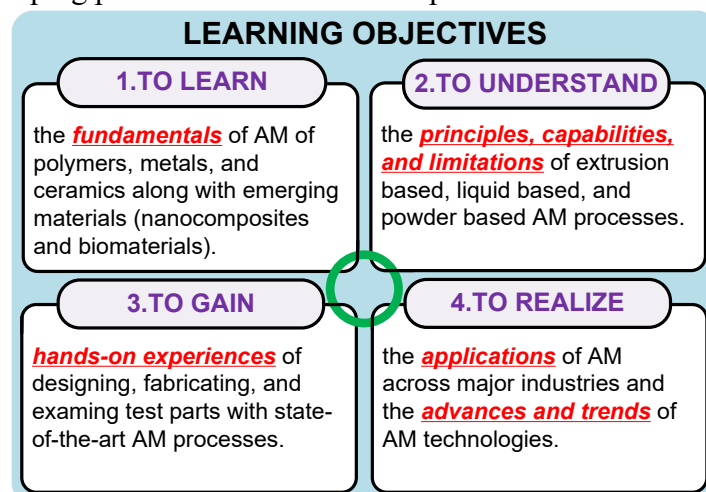 LEARNING OBJECTIVES
1.TO LEARN
the fundamentals of AM of
polymers, metals, and
ceramics along with emerging
materials (nanocomposites
and biomaterials).
2.TO UNDERSTAND
the principles, capabilities,
and limitations of extrusion
based, liquid based, and
powder based AM processes.
3.TO GAIN
hands-on experiences of
designing, fabricating, and
examining test parts with state-
of-the-art AM processes.
4.TO REALIZE
the applications of AM
across major industries and
the advances and trends of
AM technologies.